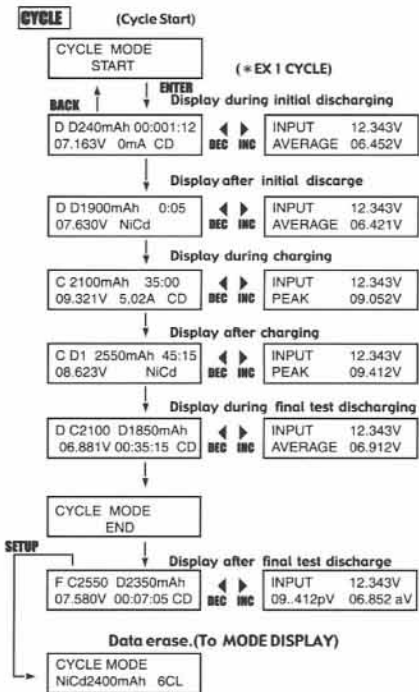 CYCLE (Cycle Start)
CYCLE MODE
START
(*EX 1 CYCLE)
BACK ENTER
Display during initial discharging
D D240mAh 00:001:12
07.163V 0mA CD
DEC INC
INPUT 12.343V
AVERAGE 06.452V
Display after initial discarge
D D1900mAh 0:05
07.630V NiCd
DEC INC
INPUT 12.343V
AVERAGE 06.421V
Display during charging
C 2100mAh 35:00
09.321V 5.02A CD
DEC INC
INPUT 12.343V
PEAK 09.052V
Display after charging
C D1 2550mAh 45:15
08.623V NiCd
DEC INC
INPUT 12.343V
PEAK 09.412V
Display during final test discharging
D C2100 D1850mAh
06.881V 00:35:15 CD
DEC INC
INPUT 12.343V
AVERAGE 06.912V
CYCLE MODE
END
SETUP
Display after final test discharge
F C2550 D2350mAh
07.580V 00:07:05 CD
DEC INC
INPUT 12.343V
09..412pV 06.852 aV
Data erase.(To MODE DISPLAY)
CYCLE MODE
NiCd2400mAh 6CL